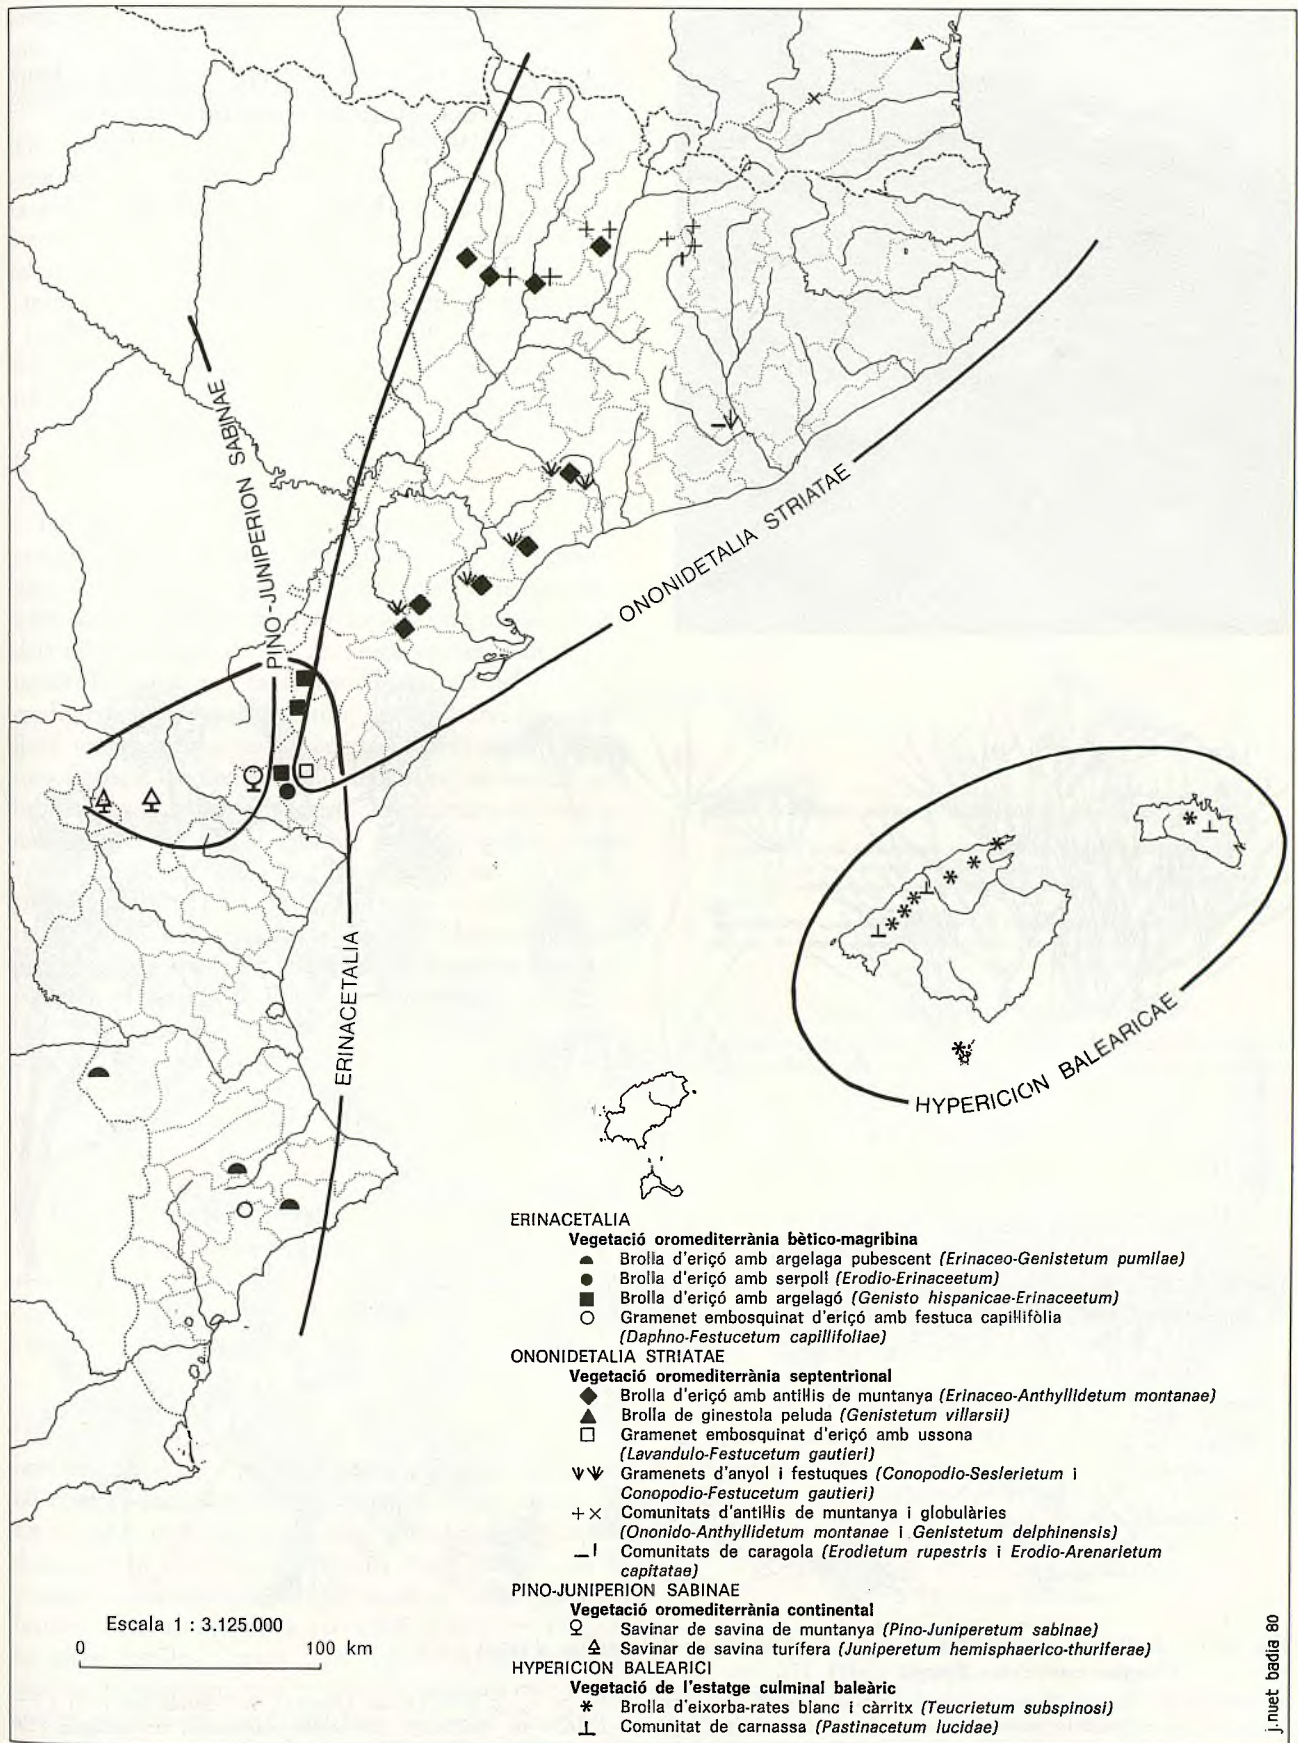 PINO-JUNIPERION SABINAE
ONONIDETALIA STRIATAE
ERINACETALIA
HYPERICION BALEARICAE
ERINACETALIA
Vegetació oromediterrània bètico-magribina
Brolla d'eriçó amb argelaga pubescent (Erinaceo-Genistetum pumilae)
Brolla d'eriçó amb serpoll (Erodio-Erinaceetum)
Brolla d'eriçó amb argelagó (Genisto hispanicae-Erinaceetum)
Gramenet embosquinat d'eriçó amb festuca capil·lifòlia
(Daphno-Festucetum capillifoliae)
ONONIDETALIA STRIATAE
Vegetació oromediterrània septentrional
Brolla d'eriçó amb antil·lis de muntanya (Erinaceo-Anthyllidetum montanae)
Brolla de ginestola peluda (Genistetum villarsii)
Gramenet embosquinat d'eriçó amb ussona
(Lavandulo-Festucetum gautieri)
Gramenets d'anyol i festuques (Conopodio-Seslerietum i
Conopodio-Festucetum gautieri)
Comunitats d'antil·lis de muntanya i globulàries
(Ononido-Anthyllidetum montanae i Genistetum delphinensis)
Comunitats de caragola (Erodietum rupestris i Erodio-Arenarietum
capitatae)
PINO-JUNIPERION SABINAE
Vegetació oromediterrània continental
Savinar de savina de muntanya (Pino-Juniperetum sabinae)
Savinar de savina turífera (Juniperetum hemisphaerico-thuriferae)
HYPERICION BALEARICI
Vegetació de l'estatge culminal baleàric
Brolla d'eixorba-rates blanc i càrritx (Teucrietum subspinosi)
Comunitat de carnassa (Pastinacetum lucidae)
Escala 1 : 3.125.000
0 100 km
j.nuet badia 80